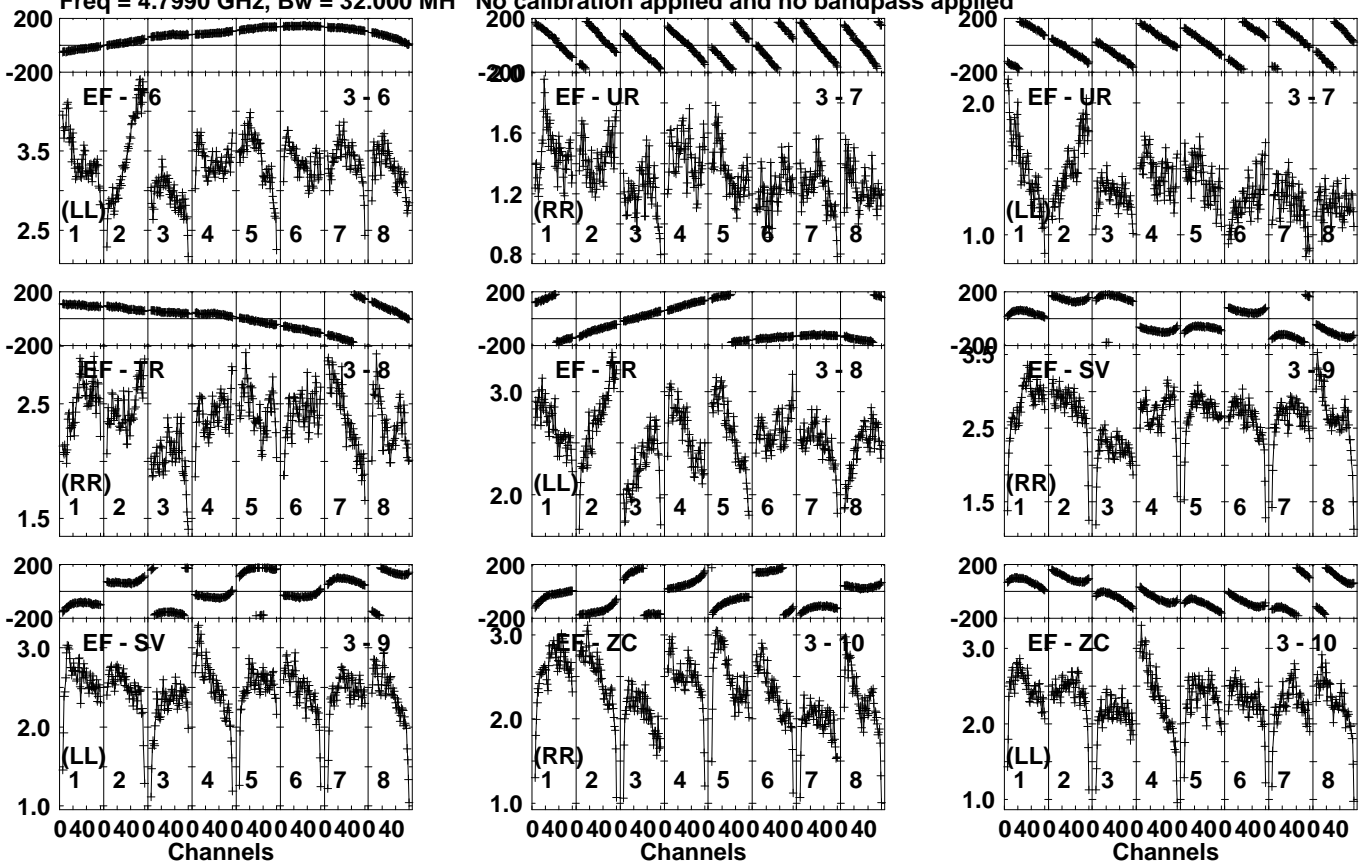 Freq = 4.7990 GHz, Bw = 32.000 MH No calibration applied and no bandpass applied
200
-200
EF - T6 3 - 6
3.5
2.5
(LL)
1 2 3 4 5 6 7 8
200
-200
2.0
EF - UR 3 - 7
1.6
1.2
0.8
(RR)
1 2 3 4 5 6 7 8
200
-200
2.0
EF - UR 3 - 7
1.0
(LL)
1 2 3 4 5 6 7 8
200
-200
EF - TR 3 - 8
2.5
1.5
(RR)
1 2 3 4 5 6 7 8
200
-200
EF - TR 3 - 8
3.0
2.0
(LL)
1 2 3 4 5 6 7 8
200
-200
3.5
EF - SV 3 - 9
2.5
1.5
(RR)
1 2 3 4 5 6 7 8
200
-200
EF - SV 3 - 9
3.0
2.0
1.0
(LL)
1 2 3 4 5 6 7 8
0 40 0 40 0 40 0 40 0 40 0 40 0 40 0 40
Channels
200
-200
EF - ZC 3 - 10
3.0
2.0
1.0
(RR)
1 2 3 4 5 6 7 8
0 40 0 40 0 40 0 40 0 40 0 40 0 40 0 40
Channels
200
-200
EF - ZC 3 - 10
3.0
2.0
1.0
(LL)
1 2 3 4 5 6 7 8
0 40 0 40 0 40 0 40 0 40 0 40 0 40 0 40
Channels